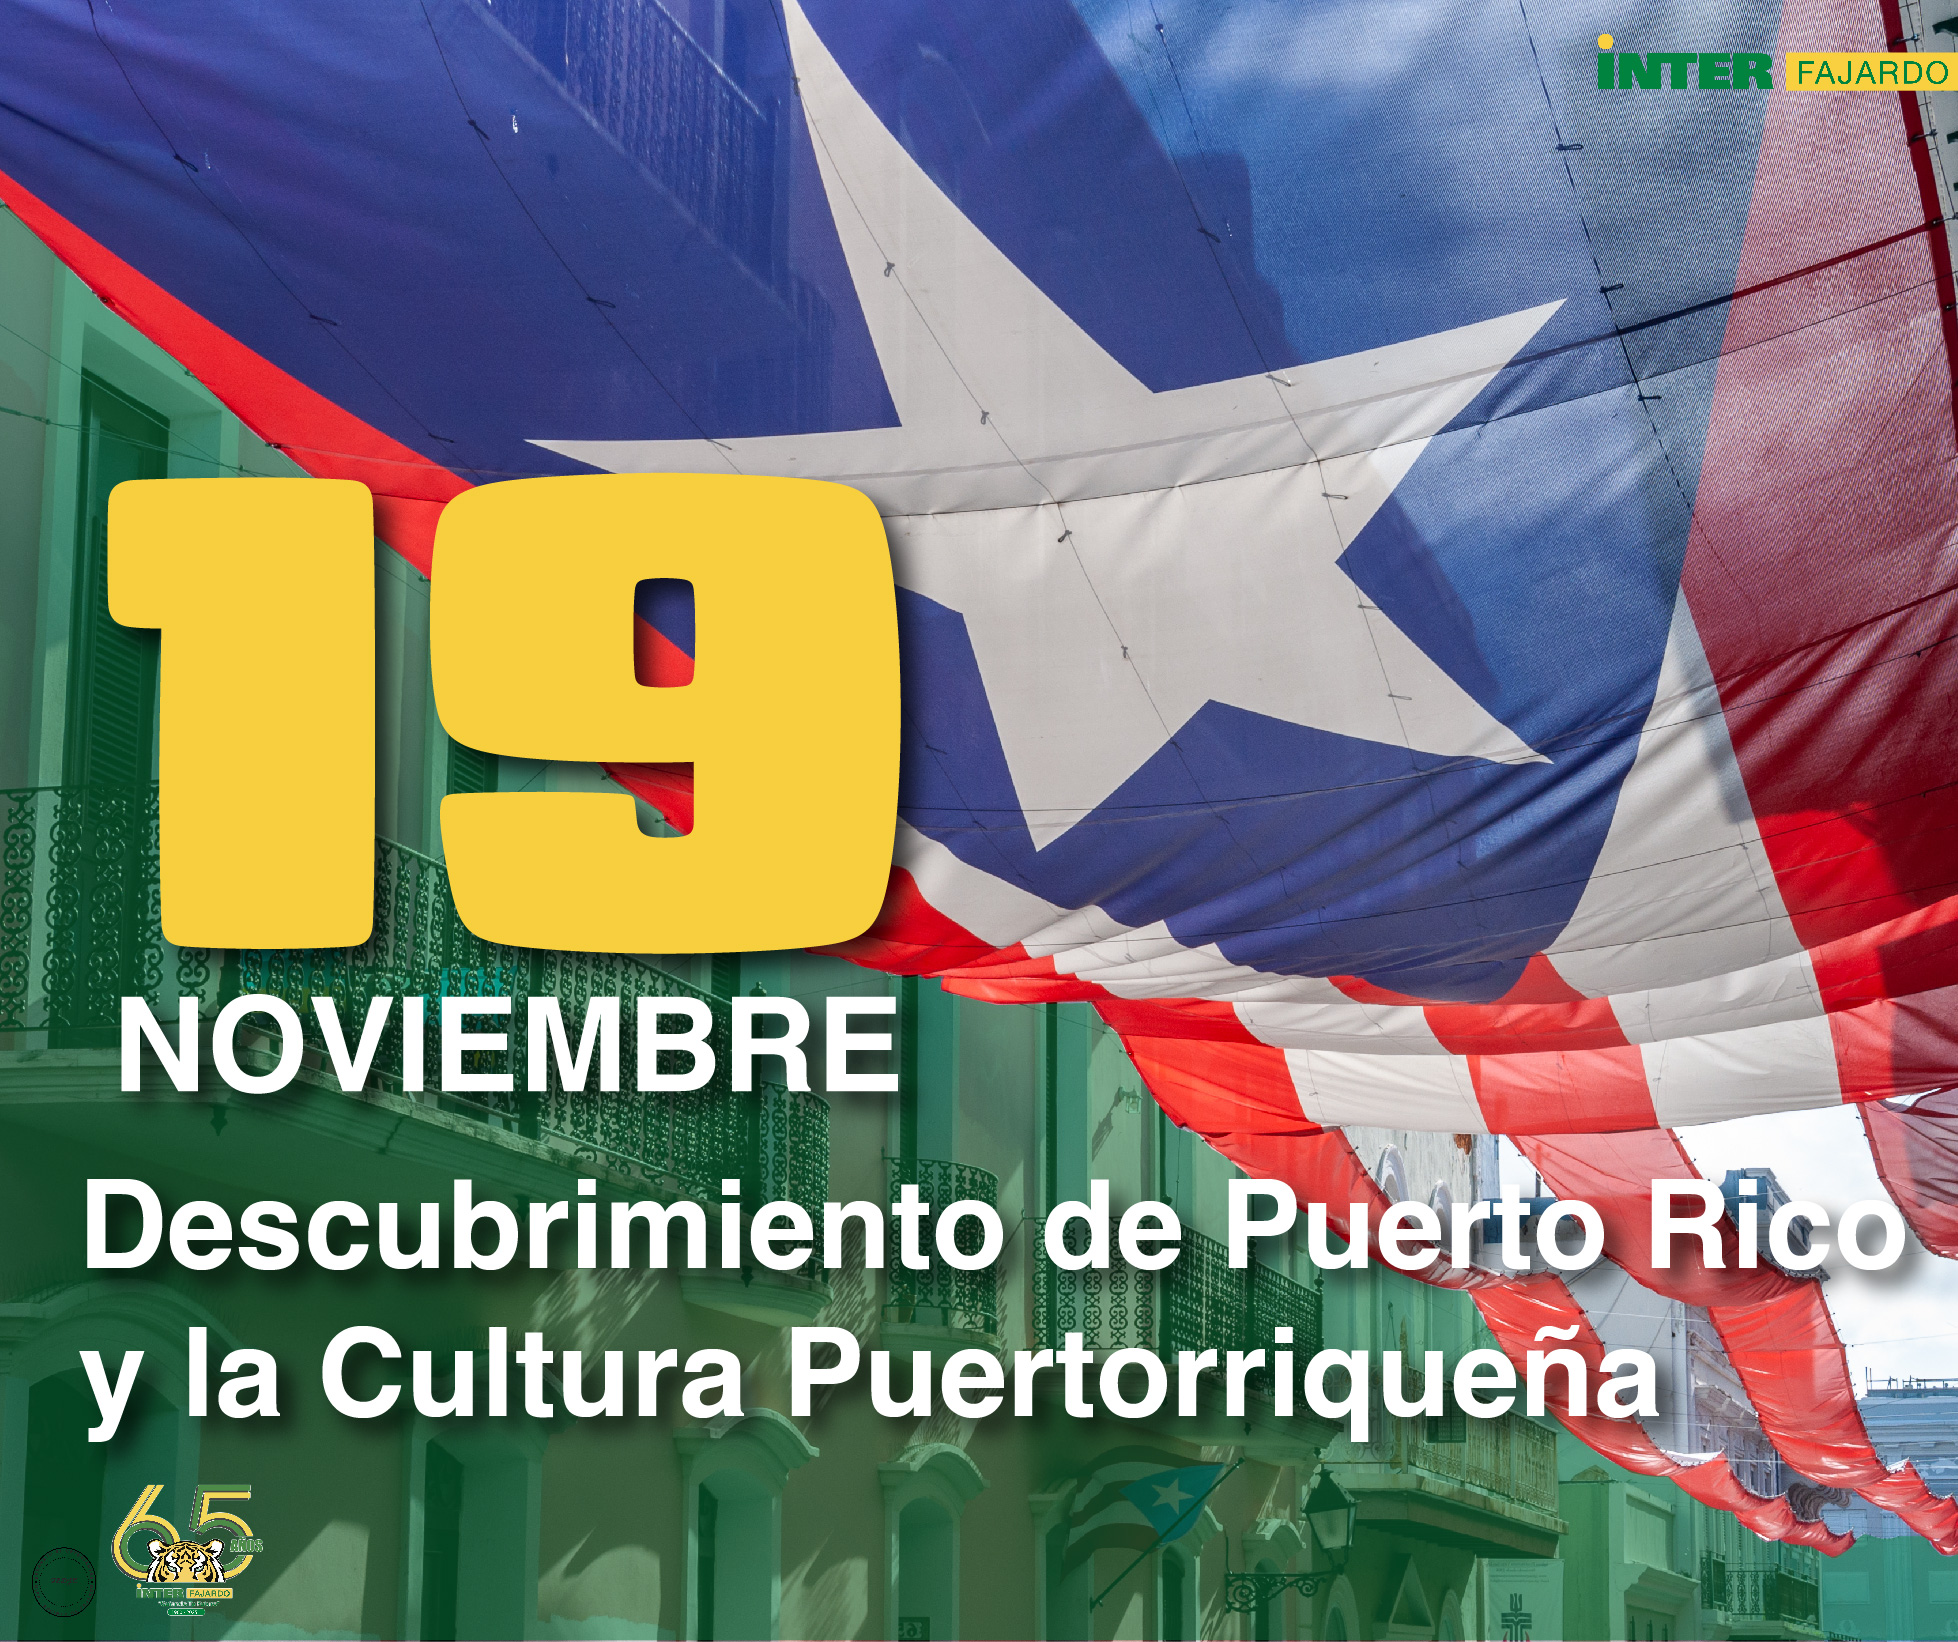 iNTER FAJARDO
19
NOVIEMBRE
Descubrimiento de Puerto Rico
y la Cultura Puertorriqueña
65
AÑOS
iNTER FAJARDO